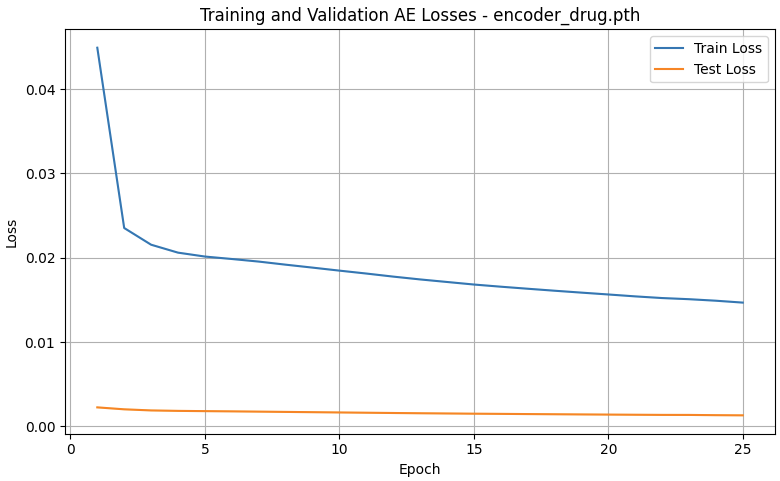 Training and Validation AE Losses - encoder_drug.pth
Train Loss
Test Loss
Loss
0.04
0.03
0.02
0.01
0.00
0 5 10 15 20 25
Epoch